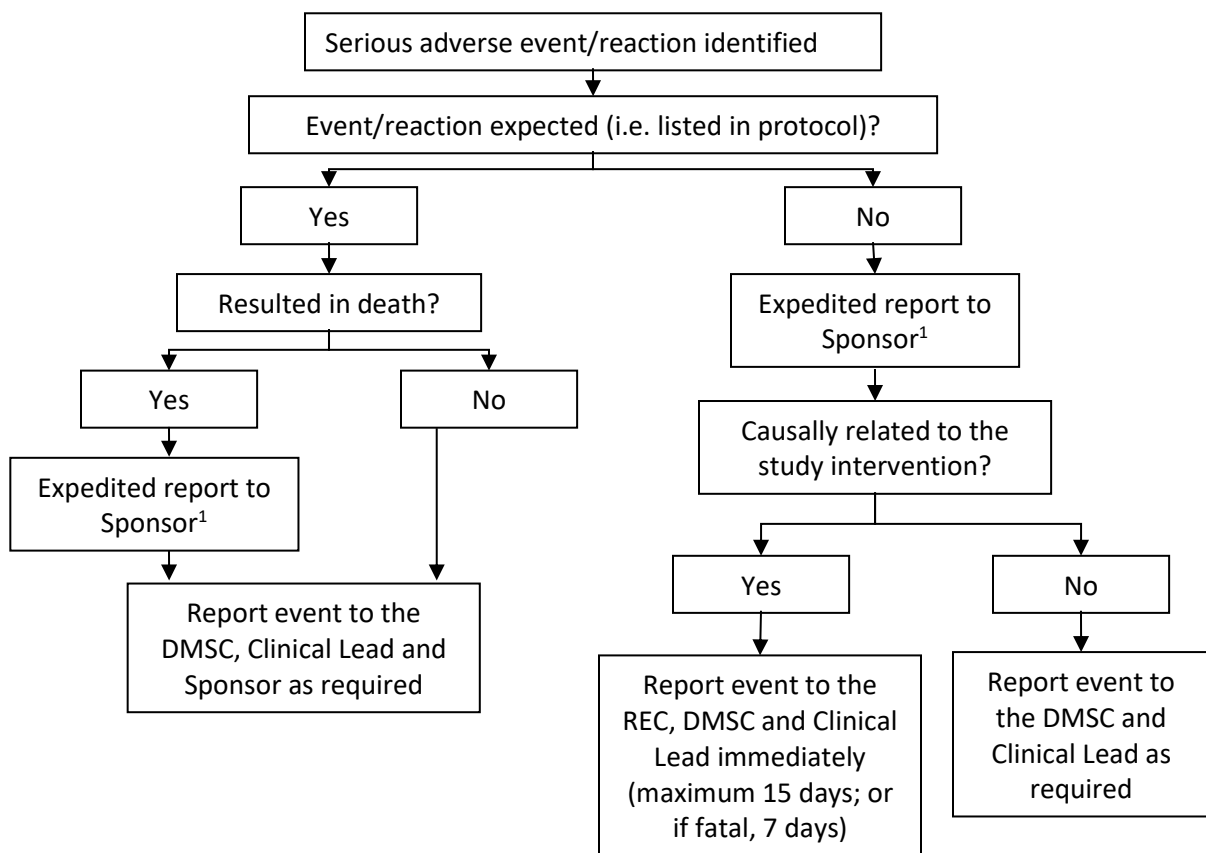 Serious adverse event/reaction identified
Event/reaction expected (i.e. listed in protocol)?
Yes
No
Resulted in death?
Expedited report to
Sponsor¹
Yes
No
Causally related to the
study intervention?
Expedited report to
Sponsor¹
Yes
No
Report event to the
DMSC, Clinical Lead and
Sponsor as required
Report event to the
REC, DMSC and Clinical
Lead immediately
(maximum 15 days; or
if fatal, 7 days)
Report event to
the DMSC and
Clinical Lead as
required